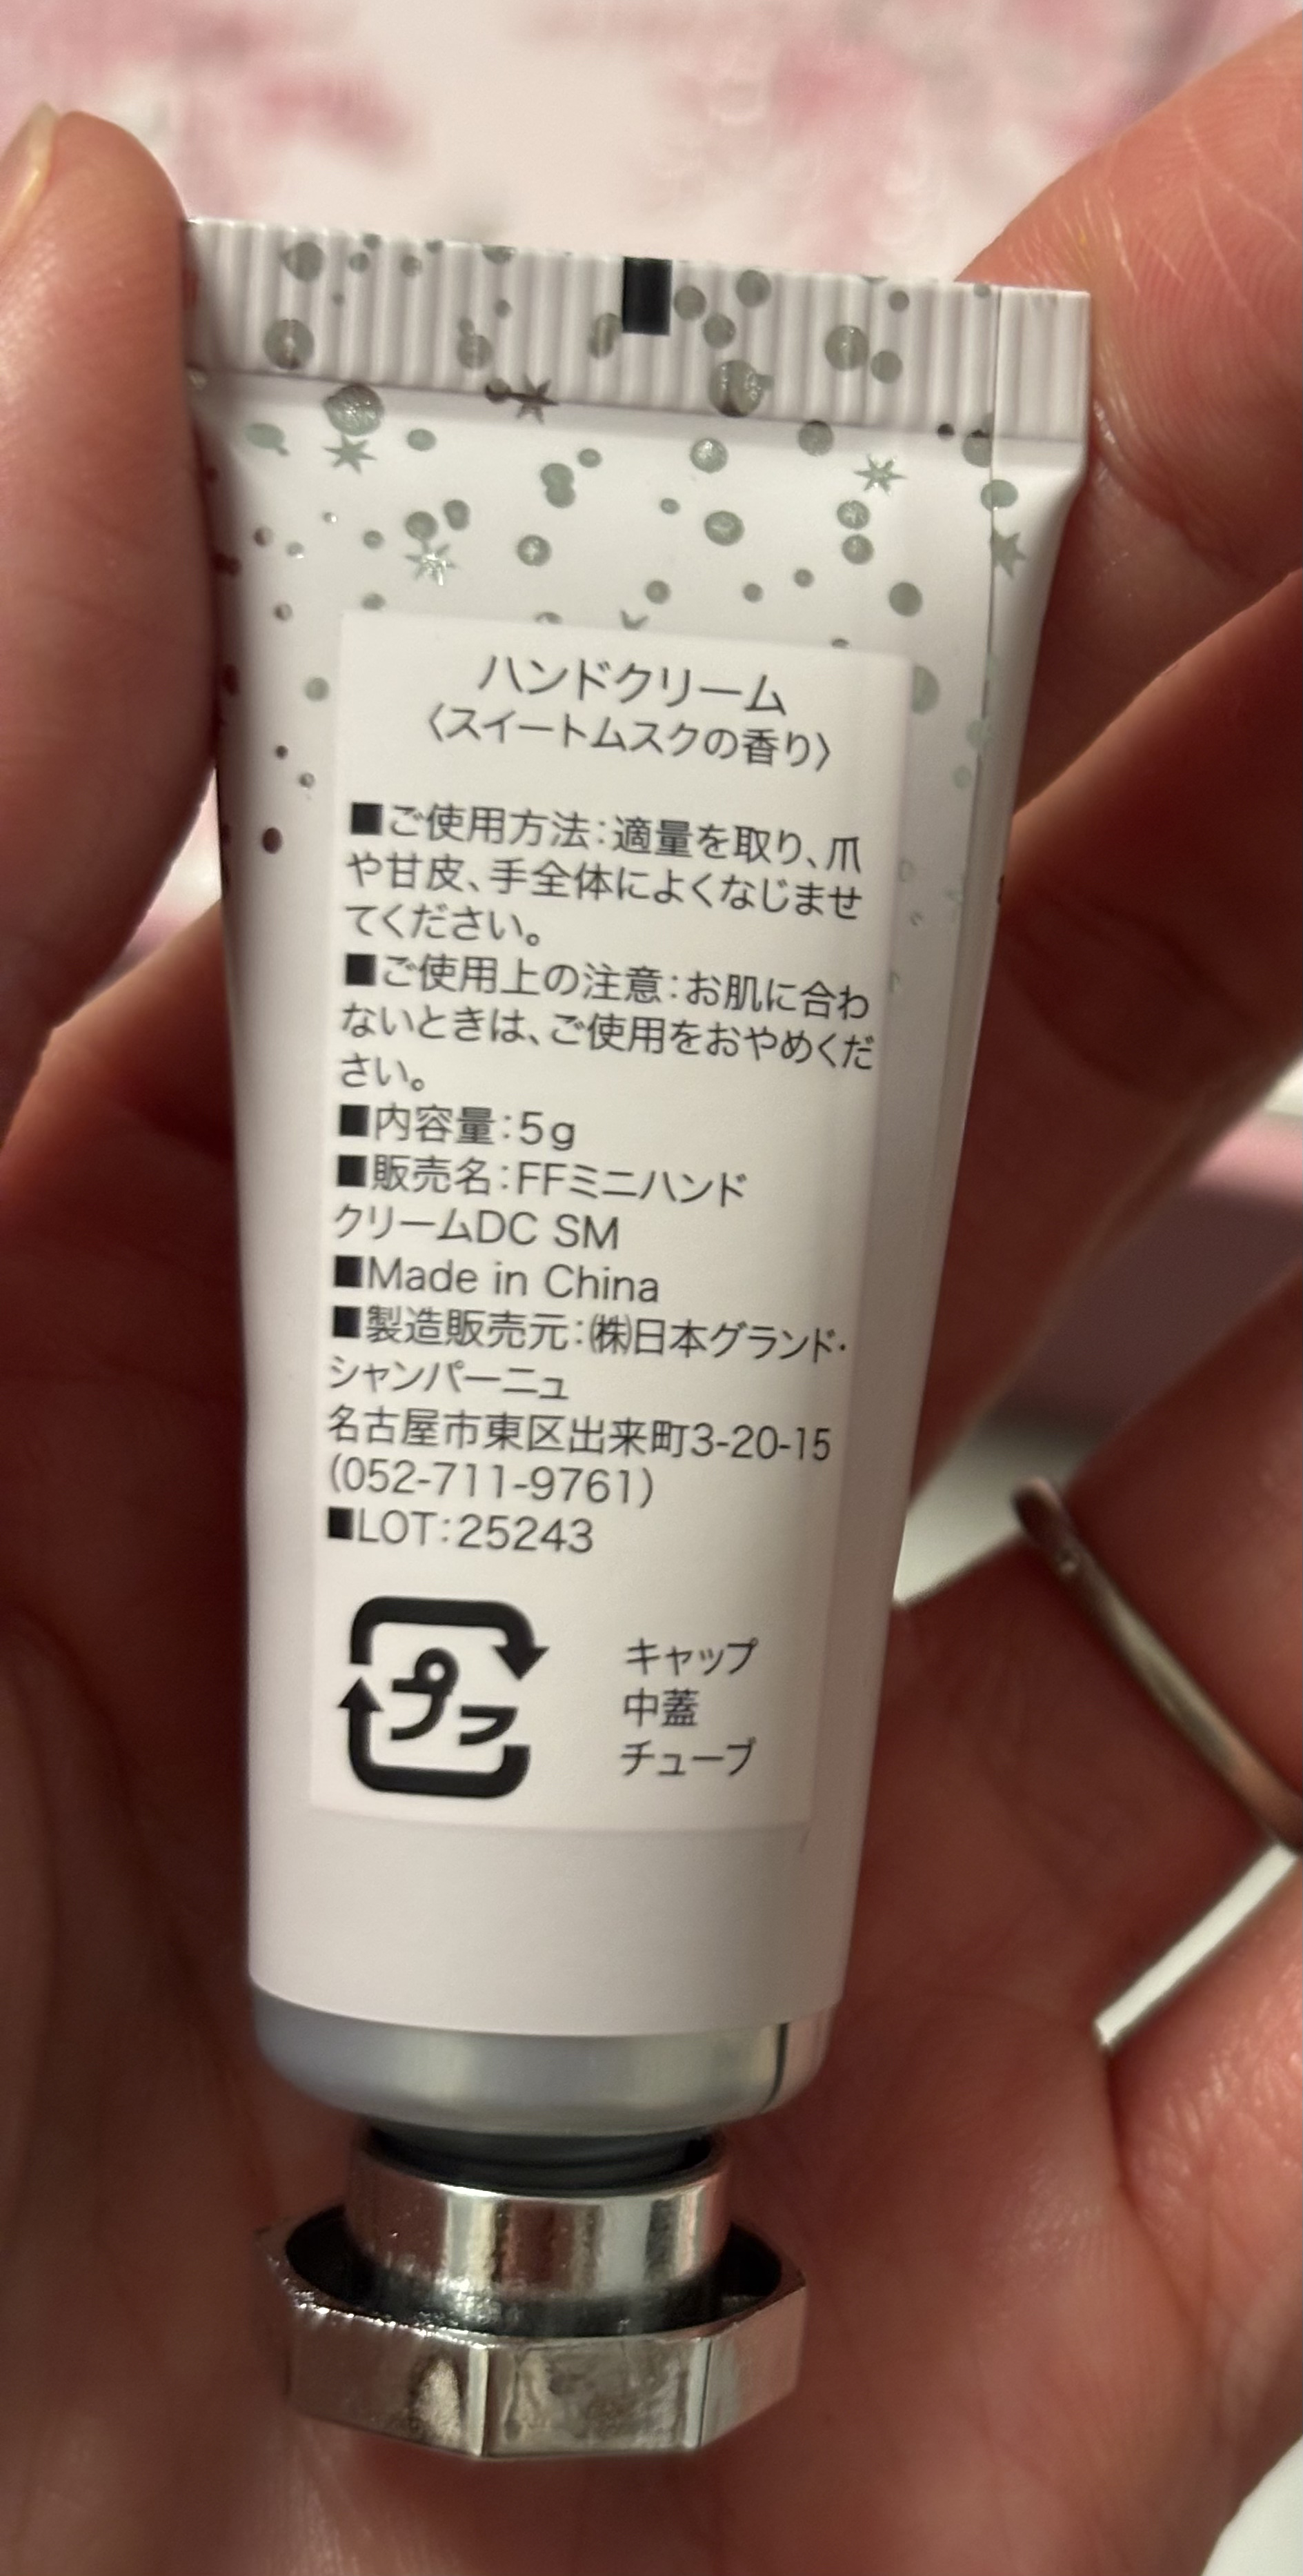 ハンドクリーム
〈スイートムスクの香り〉
■ご使用方法：適量を取り、爪
や甘皮、手全体によくなじませ
てください。
■ご使用上の注意：お肌に合わ
ないときは、ご使用をおやめくだ
さい。
■内容量：5g
■販売名：FFミニハンド
クリームDC SM
■Made in China
■製造販売元：㈱日本グランド・
シャンパーニュ
名古屋市東区出来町3-20-15
(052-711-9761)
■LOT：25243
プラ
キャップ
中蓋
チューブ